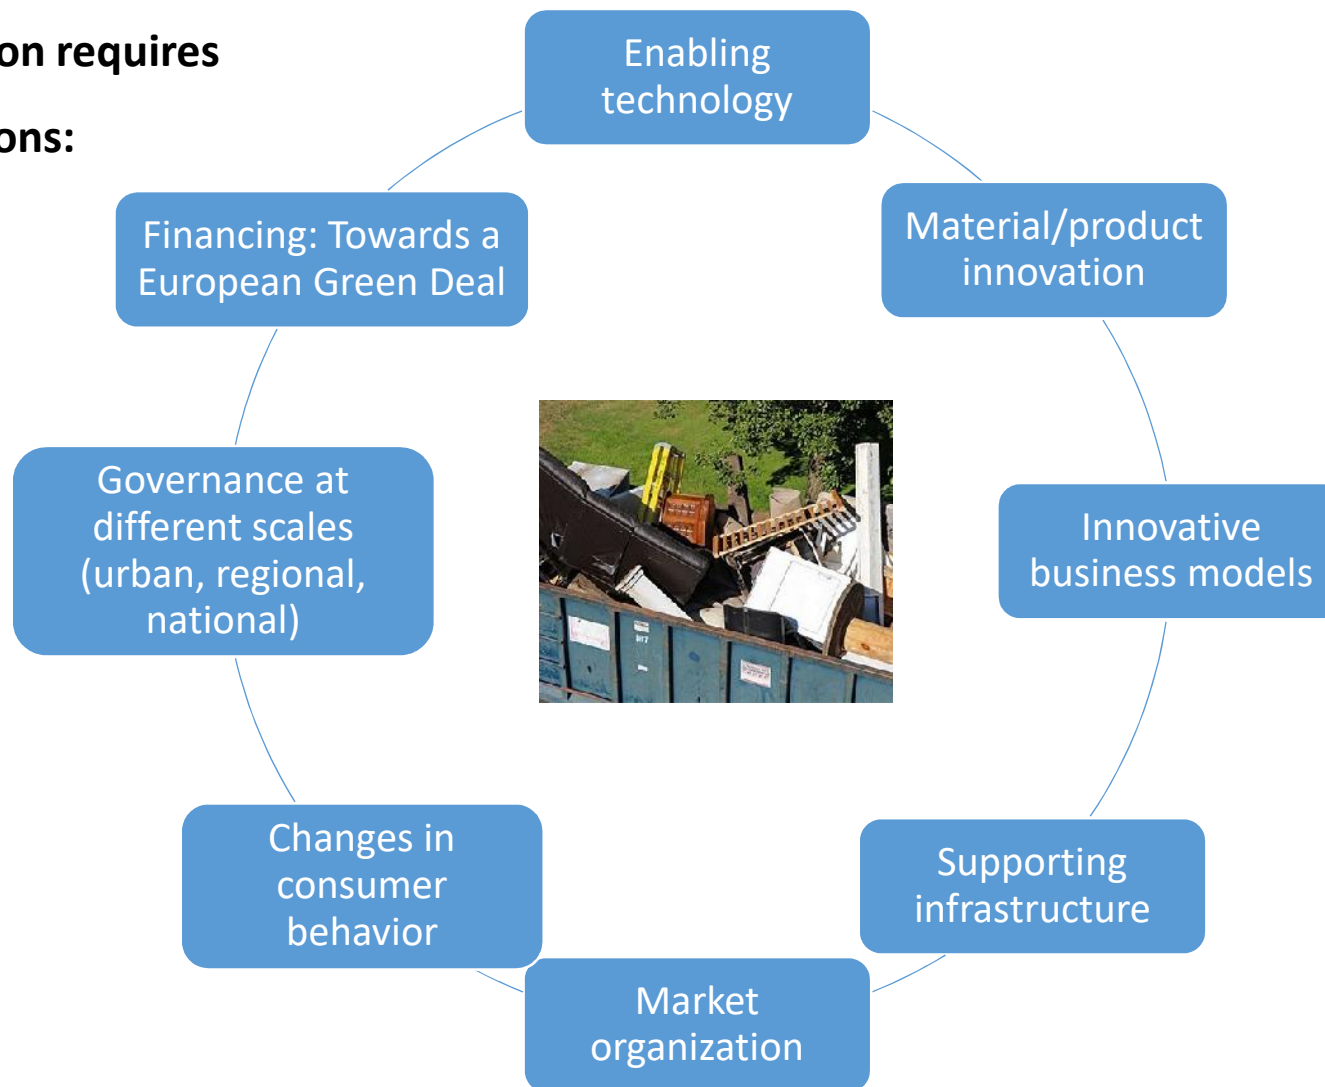 on requires
ons:
Enabling
technology
Material/product
innovation
Innovative
business models
Supporting
infrastructure
Market
organization
Changes in
consumer
behavior
Governance at
different scales
(urban, regional,
national)
Financing: Towards a
European Green Deal